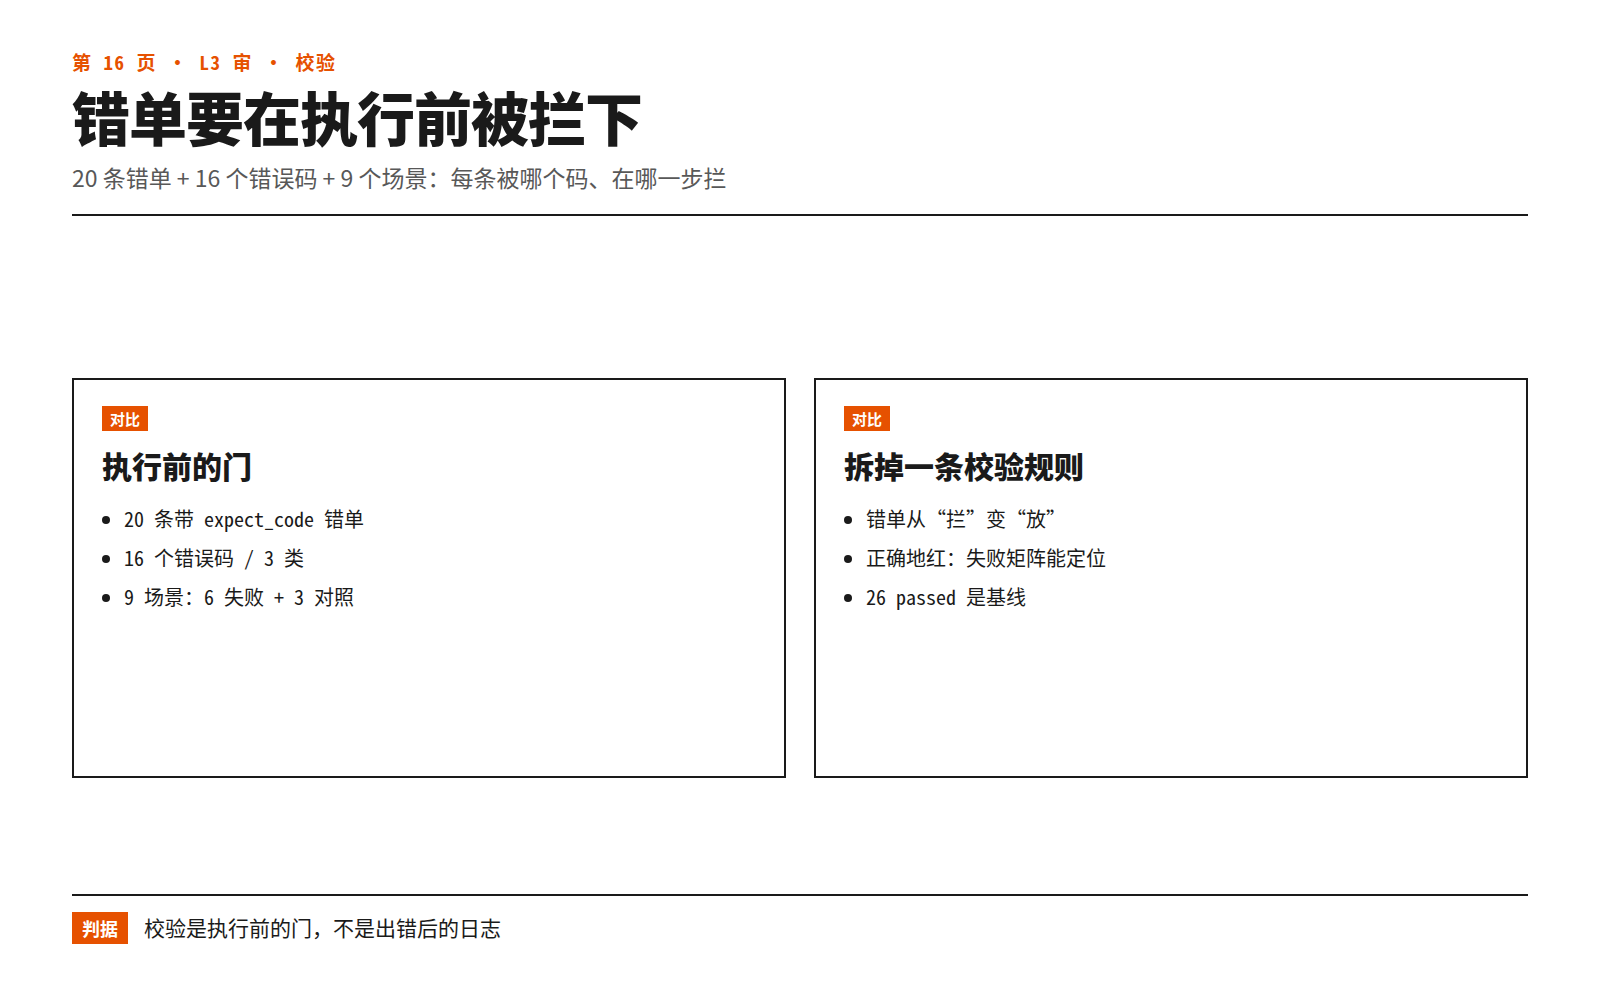 第 16 页 • L3 审 • 校验
错单要在执行前被拦下
20 条错单 + 16 个错误码 + 9 个场景：每条被哪个码、在哪一步拦
对比
执行前的门
• 20 条带 expect_code 错单
• 16 个错误码 / 3 类
• 9 场景：6 失败 + 3 对照
对比
拆掉一条校验规则
• 错单从“拦”变“放”
• 正确地红：失败矩阵能定位
• 26 passed 是基线
判据 校验是执行前的门，不是出错后的日志